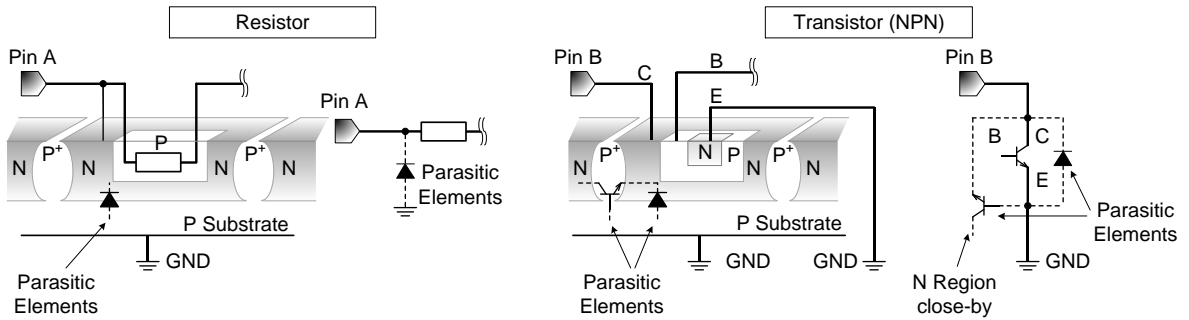 Resistor
Transistor (NPN)
Pin A
Pin A
N
P+
N
P
N
P+
N
Parasitic
Elements
P Substrate
GND
Parasitic
Elements
Pin B
C
B
E
N
P+
N
P
P+
N
N
P Substrate
GND
GND
Parasitic
Elements
Pin B
B
C
E
Parasitic
Elements
GND
N Region
close-by